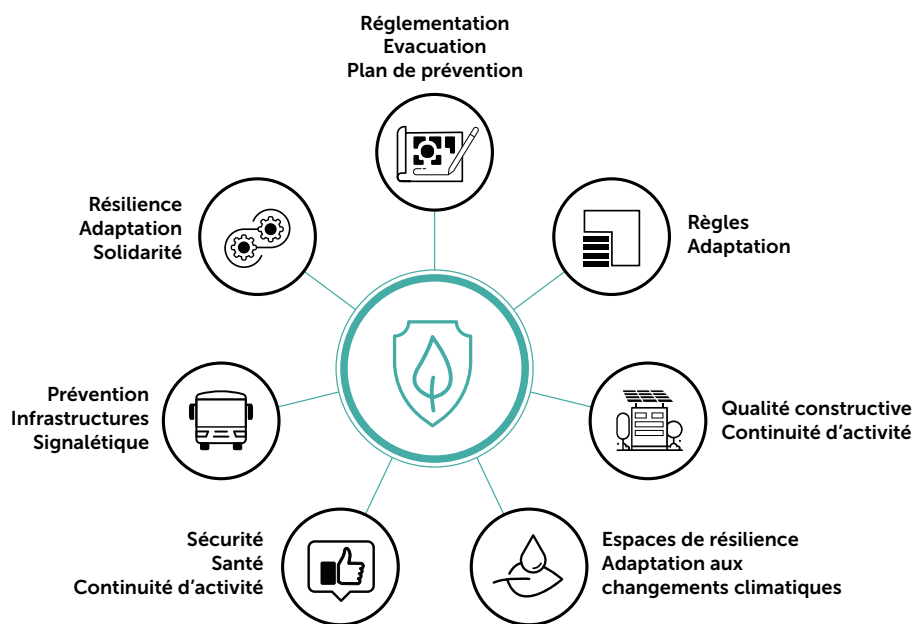 Réglementation
Evacuation
Plan de prévention
Résilience
Adaptation
Solidarité
Règles
Adaptation
Prévention
Infrastructures
Signalétique
Qualité constructive
Continuité d’activité
Sécurité
Santé
Continuité d’activité
Espaces de résilience
Adaptation aux
changements climatiques